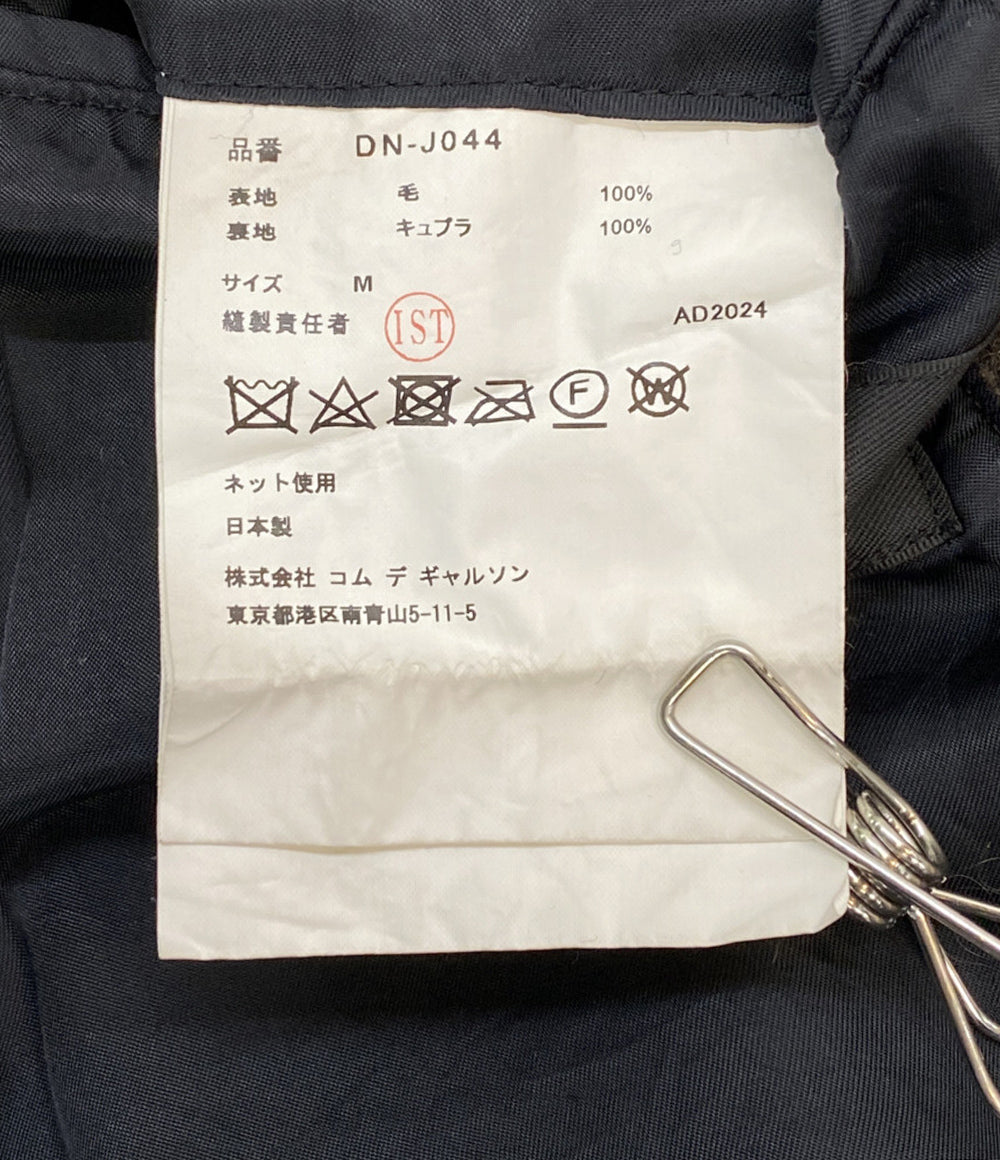 品番 DN-J044
表地 毛 100%
裏地 キュプラ 100%
サイズ M
縫製責任者 IST
AD2024
F W
ネット使用
日本製
株式会社 コム デ ギャルソン
東京都港区南青山5-11-5